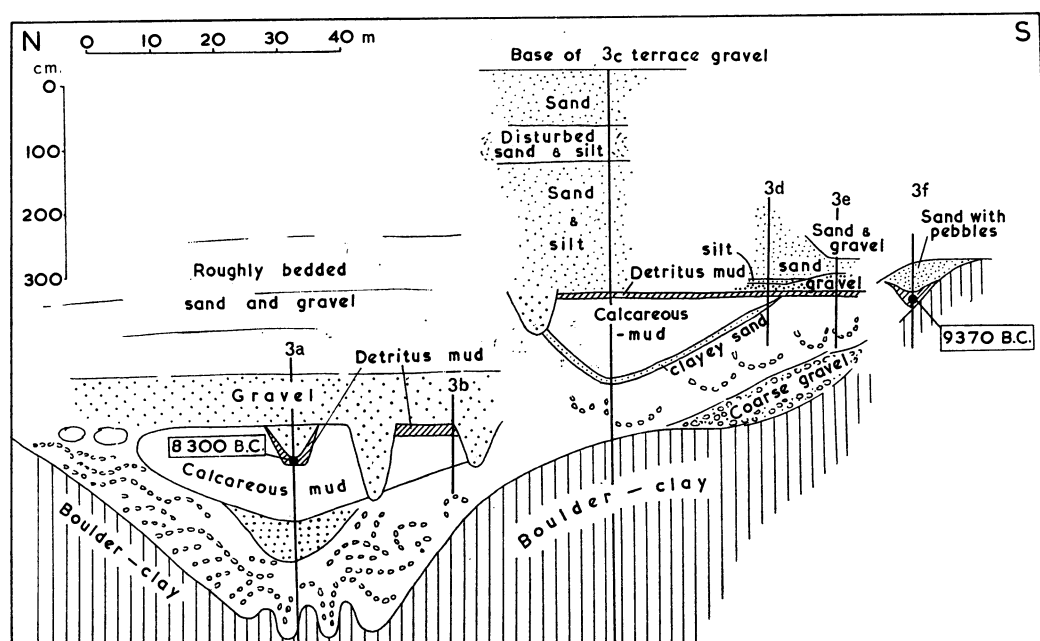 N
S
0 10 20 30 40 m
cm.
0
100
200
300
Base of 3c terrace gravel
Sand
Disturbed
sand & silt
Sand
&
silt
3d
3e
3f
Sand &
gravel
Sand with
pebbles
silt
Detritus mud
sand
gravel
Roughly bedded
sand and gravel
Calcareous
-mud
clayey sand
9370 B.C.
3a
Detritus mud
3b
Gravel
Coarse gravel
8300 B.C.
Calcareous mud
Boulder-clay
Boulder-clay